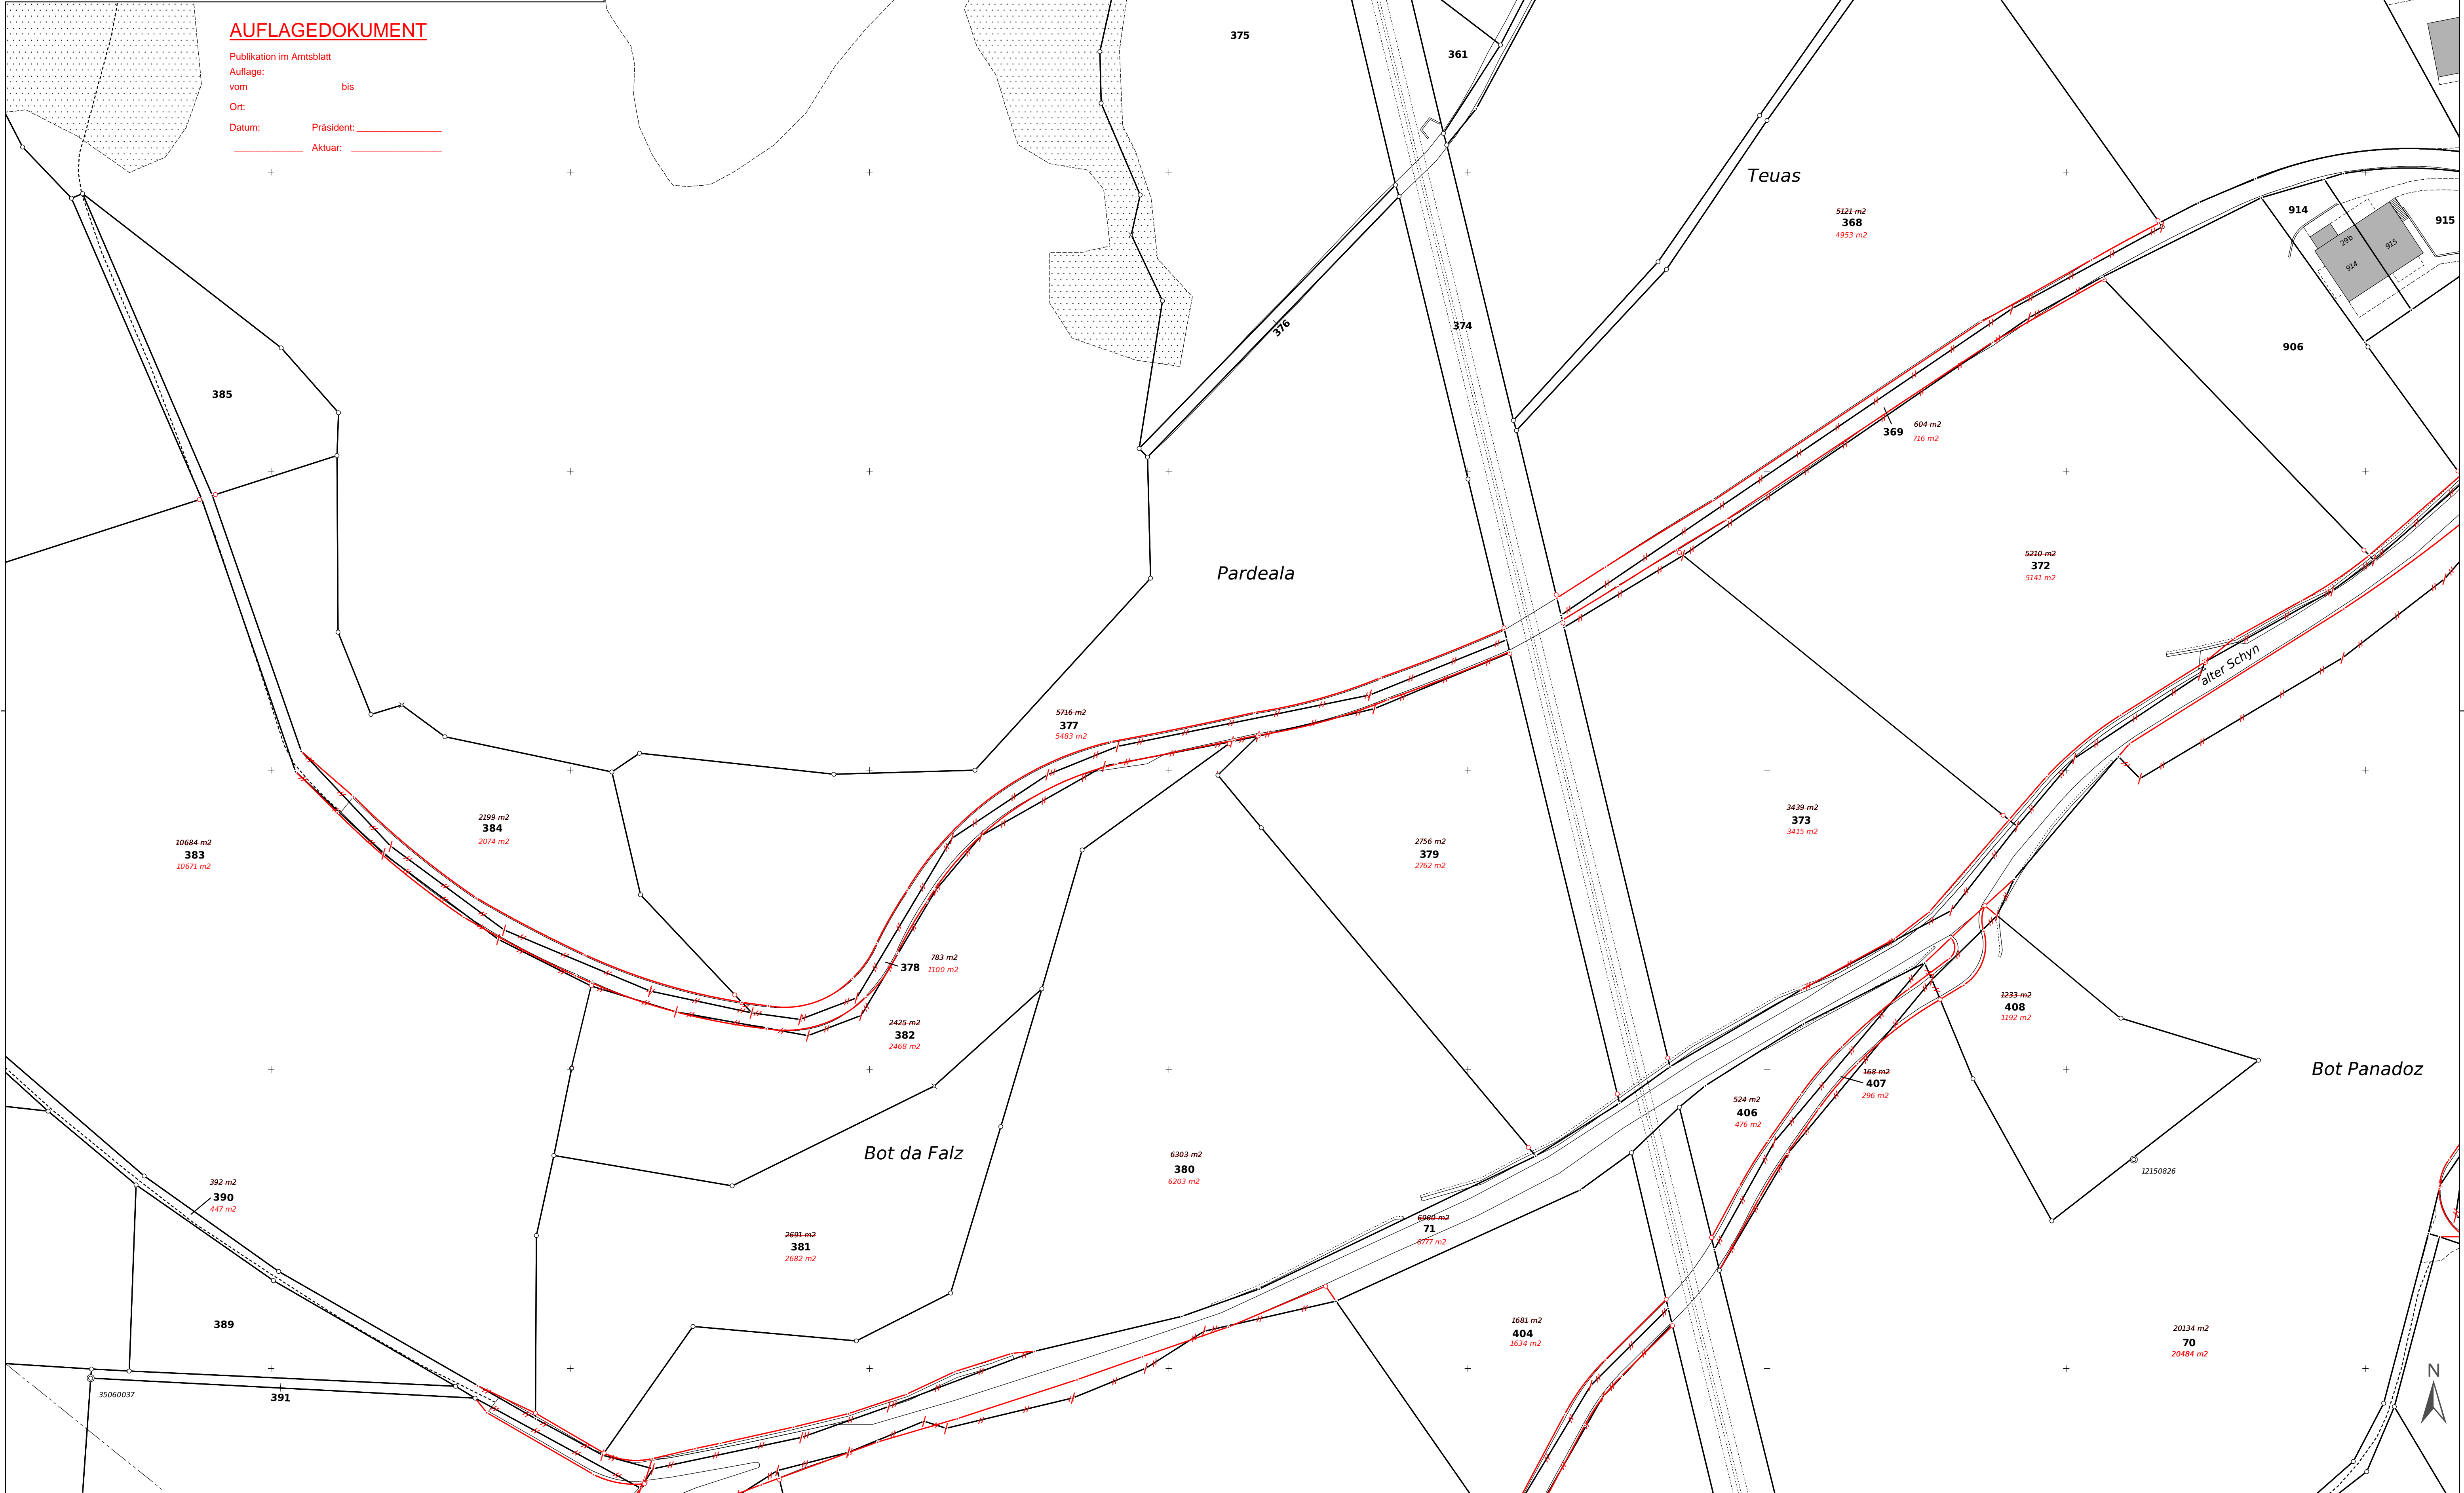 AUFLAGEDOKUMENT
Publikation im Amtsblatt
Auflage:
vom bis
Ort:
Datum: Präsident:
Aktuar:
375
361
Teuas
5121 m2
368
4953 m2
914
915
29b
915
914
376
374
906
385
369
604 m2
716 m2
Pardeala
5210 m2
372
5141 m2
alter Schyn
5716 m2
377
5483 m2
2199 m2
384
2074 m2
10684 m2
383
10671 m2
3439 m2
373
3415 m2
2756 m2
379
2762 m2
378
783 m2
1100 m2
2425 m2
382
2468 m2
1233 m2
408
1192 m2
Bot Panadoz
168 m2
407
296 m2
524 m2
406
476 m2
Bot da Falz
6303 m2
380
6203 m2
12150826
392 m2
390
447 m2
6960 m2
71
6777 m2
2691 m2
381
2682 m2
389
1681 m2
404
1634 m2
20134 m2
70
20484 m2
N
35060037
391